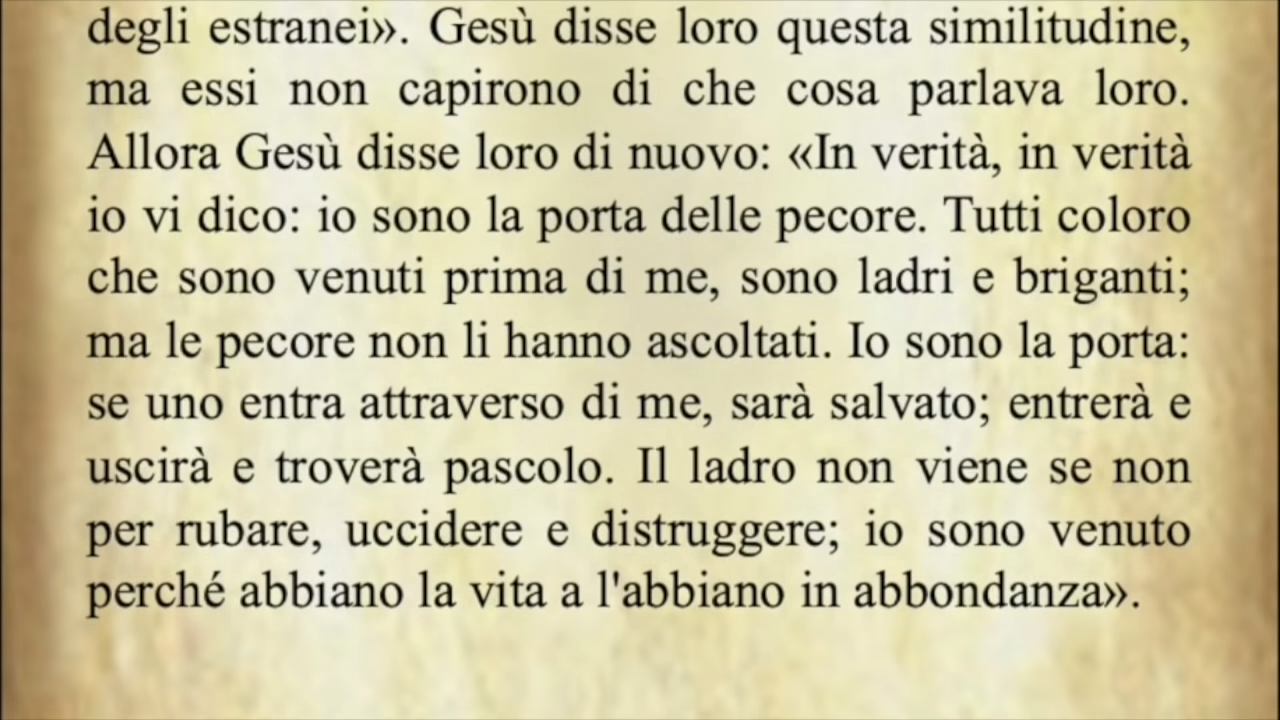 degli estranei». Gesù disse loro questa similitudine,
ma essi non capirono di che cosa parlava loro.
Allora Gesù disse loro di nuovo: «In verità, in verità
io vi dico: io sono la porta delle pecore. Tutti coloro
che sono venuti prima di me, sono ladri e briganti;
ma le pecore non li hanno ascoltati. Io sono la porta:
se uno entra attraverso di me, sarà salvato; entrerà e
uscirà e troverà pascolo. Il ladro non viene se non
per rubare, uccidere e distruggere; io sono venuto
perché abbiano la vita a l'abbiano in abbondanza».